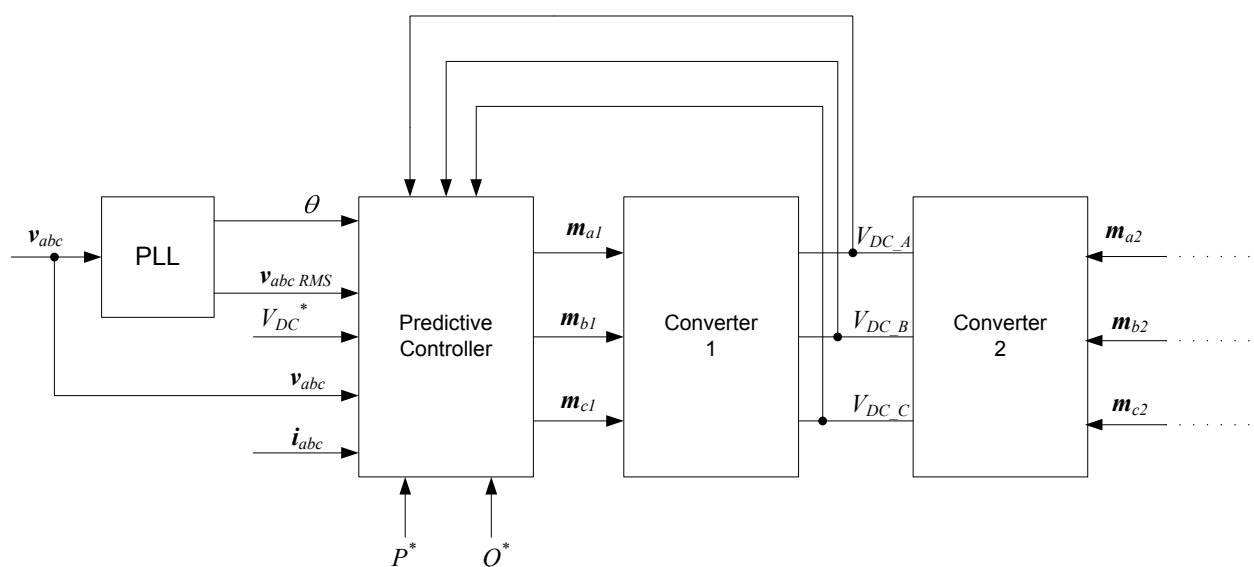 θ
v_abc
PLL
v_abc RMS
V_DC*
v_abc
i_abc
Predictive
Controller
P*
O*
m_a1
m_b1
m_c1
Converter
1
V_DC_A
V_DC_B
V_DC_C
Converter
2
m_a2
m_b2
m_c2